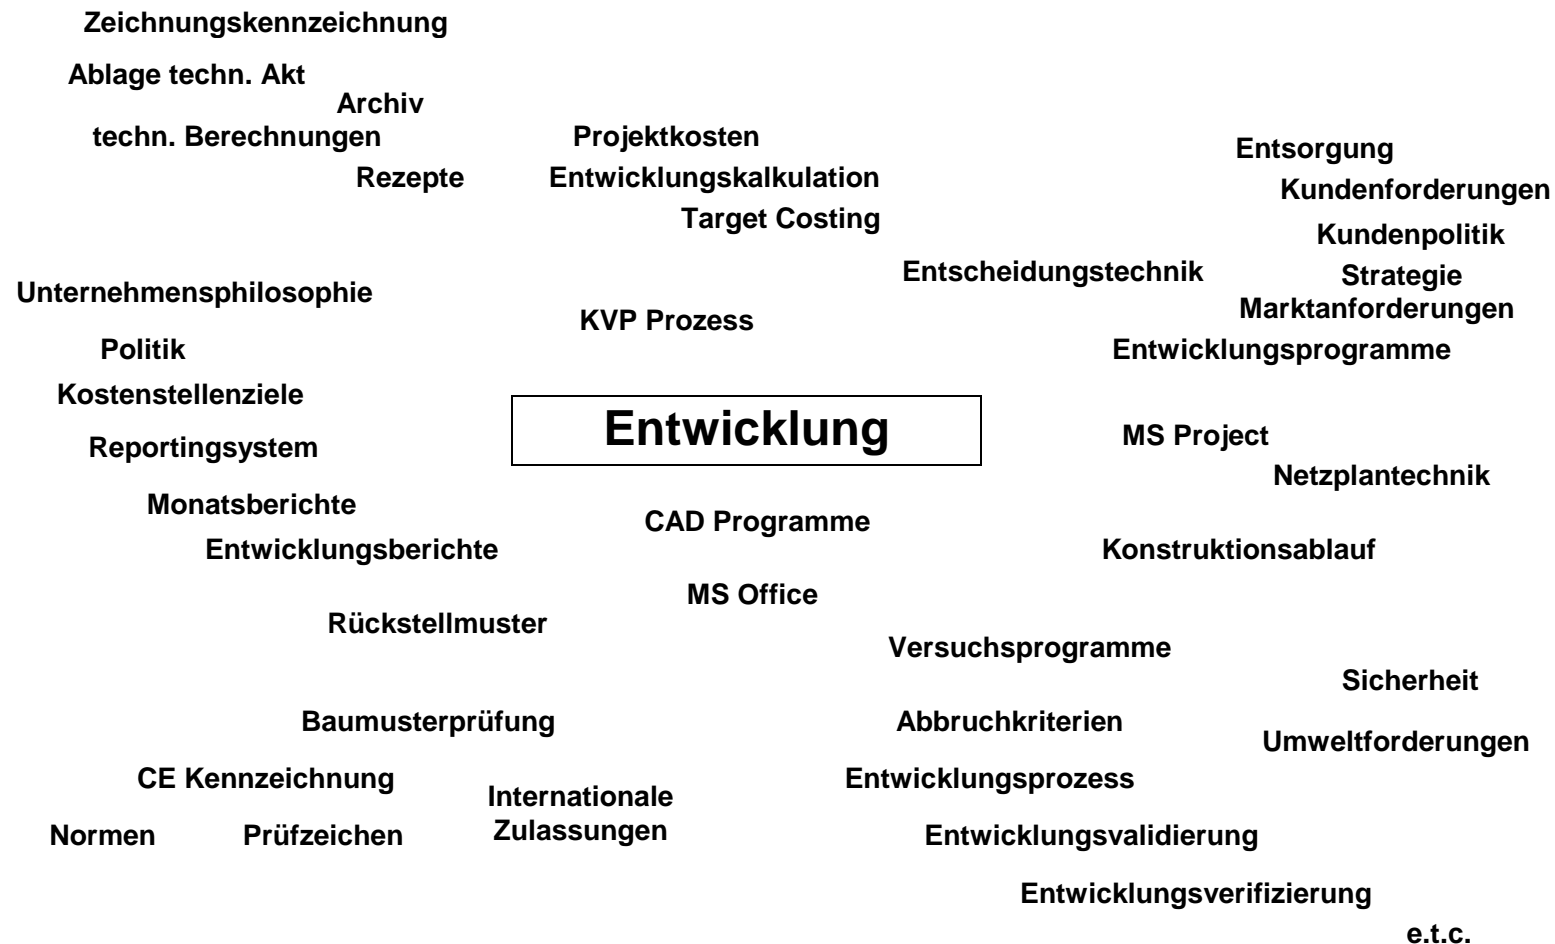 Zeichnungskennzeichnung
Ablage techn. Akt
Archiv
techn. Berechnungen
Projektkosten
Entsorgung
Rezepte
Entwicklungskalkulation
Kundenforderungen
Target Costing
Kundenpolitik
Entscheidungstechnik
Strategie
Unternehmensphilosophie
Marktanforderungen
KVP Prozess
Politik
Entwicklungsprogramme
Kostenstellenziele
Entwicklung
MS Project
Reportingsystem
Netzplantechnik
Monatsberichte
CAD Programme
Entwicklungsberichte
Konstruktionsablauf
MS Office
Rückstellmuster
Versuchsprogramme
Sicherheit
Baumusterprüfung
Abbruchkriterien
Umweltforderungen
CE Kennzeichnung
Entwicklungsprozess
Internationale
Zulassungen
Normen
Prüfzeichen
Entwicklungsvalidierung
Entwicklungsverifizierung
e.t.c.